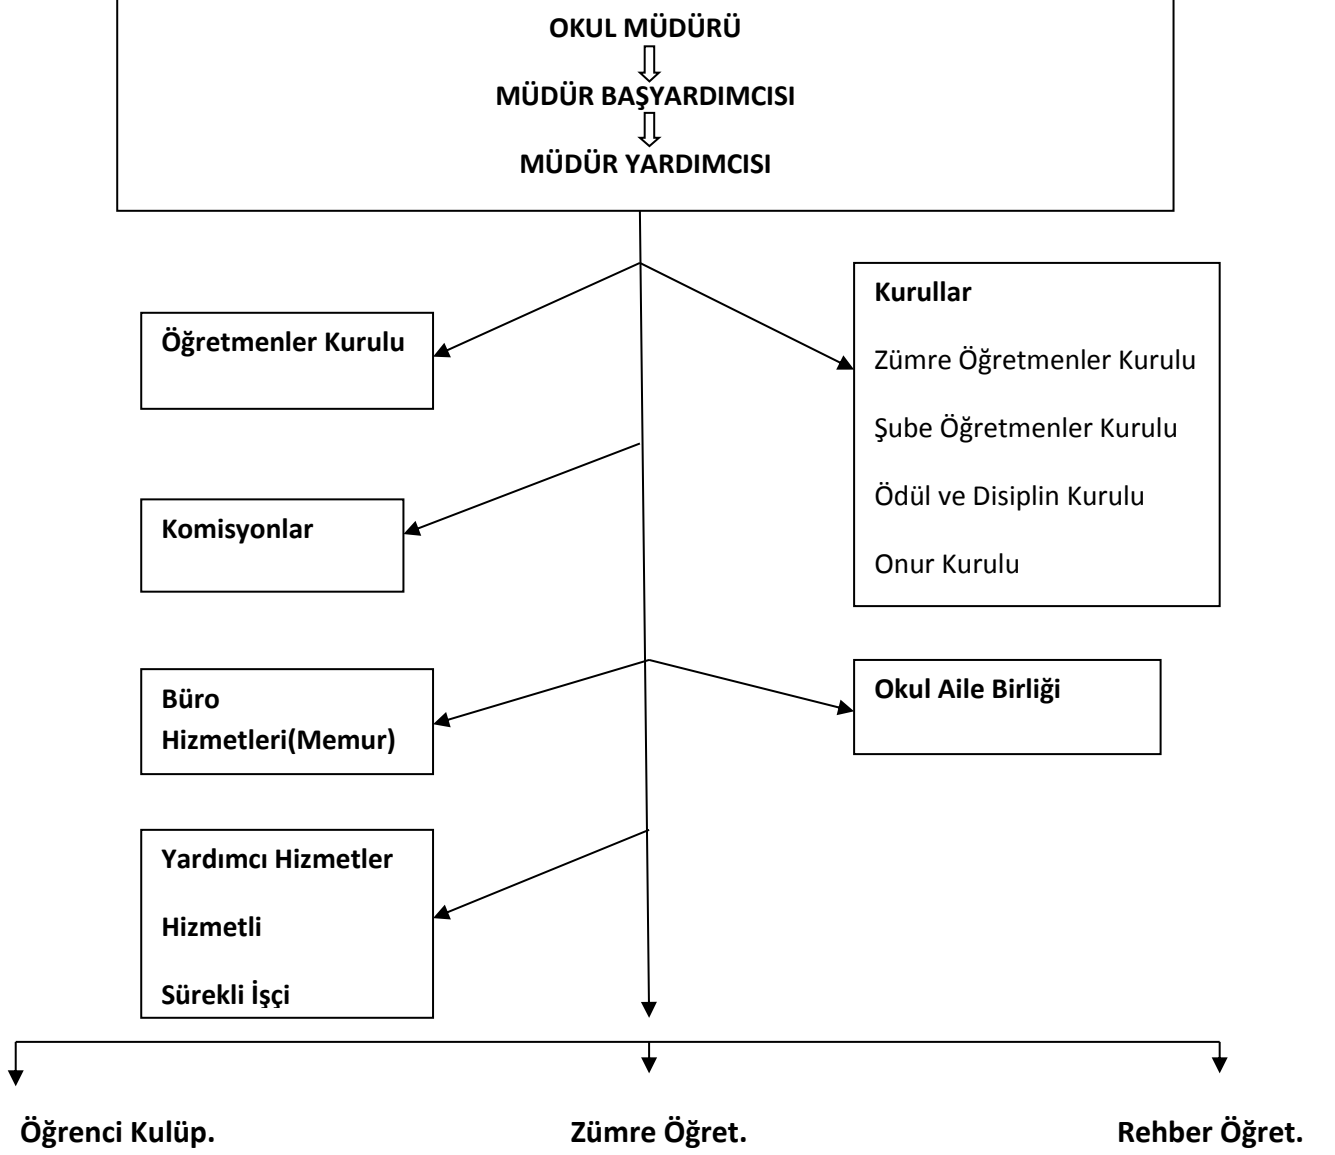 OKUL MÜDÜRÜ
MÜDÜR BAŞYARDIMCISI
MÜDÜR YARDIMCISI
Öğretmenler Kurulu
Kurullar
Zümre Öğretmenler Kurulu
Şube Öğretmenler Kurulu
Ödül ve Disiplin Kurulu
Onur Kurulu
Komisyonlar
Büro
Hizmetleri(Memur)
Okul Aile Birliği
Yardımcı Hizmetler
Hizmetli
Sürekli İşçi
Öğrenci Kulüp.
Zümre Öğret.
Rehber Öğret.